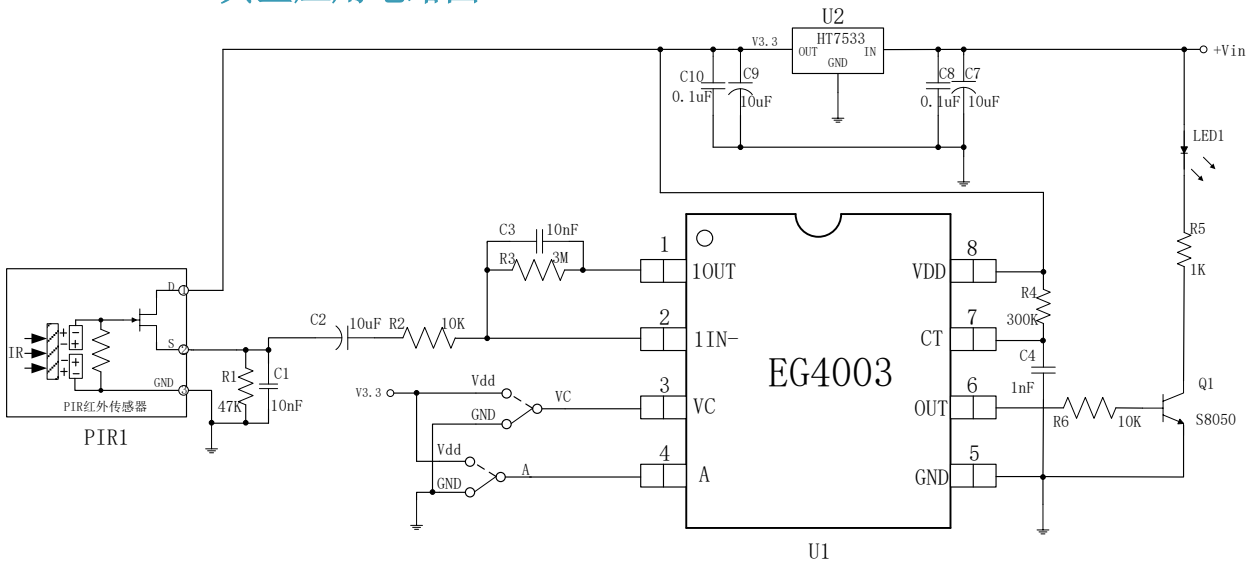 U2
HT7533
V3.3
OUT
IN
GND
+Vin
C10
0.1uF
C9
10uF
C8
0.1uF
C7
10uF
LED1
R5
1K
C3
10nF
R3
3M
1
1OUT
8
VDD
R4
300K
D
1
S
2
GND
3
IR
PIR红外传感器
PIR1
C2
10uF
R2
10K
2
1IN-
7
CT
C4
1nF
R1
47K
C1
10nF
EG4003
V3.3
Vdd
GND
VC
3
VC
6
OUT
R6
10K
Q1
S8050
Vdd
GND
A
4
A
5
GND
U1